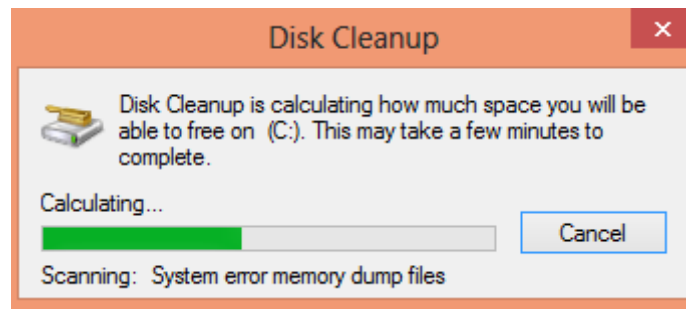 Disk Cleanup
Disk Cleanup is calculating how much space you will be
able to free on  (C:). This may take a few minutes to
complete.
Calculating...
Cancel
Scanning:   System error memory dump files